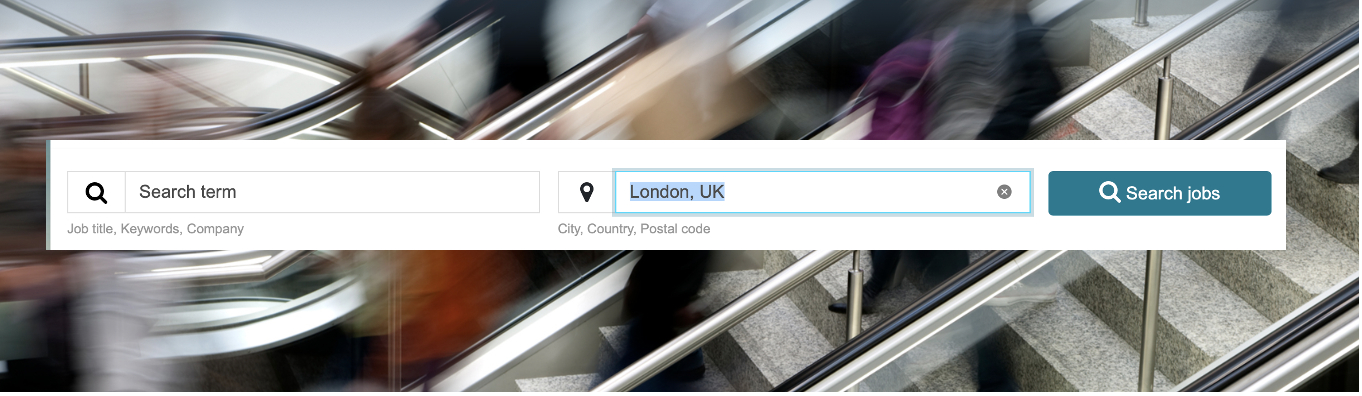 Search term
London, UK
Search jobs
Job title, Keywords, Company
City, Country, Postal code